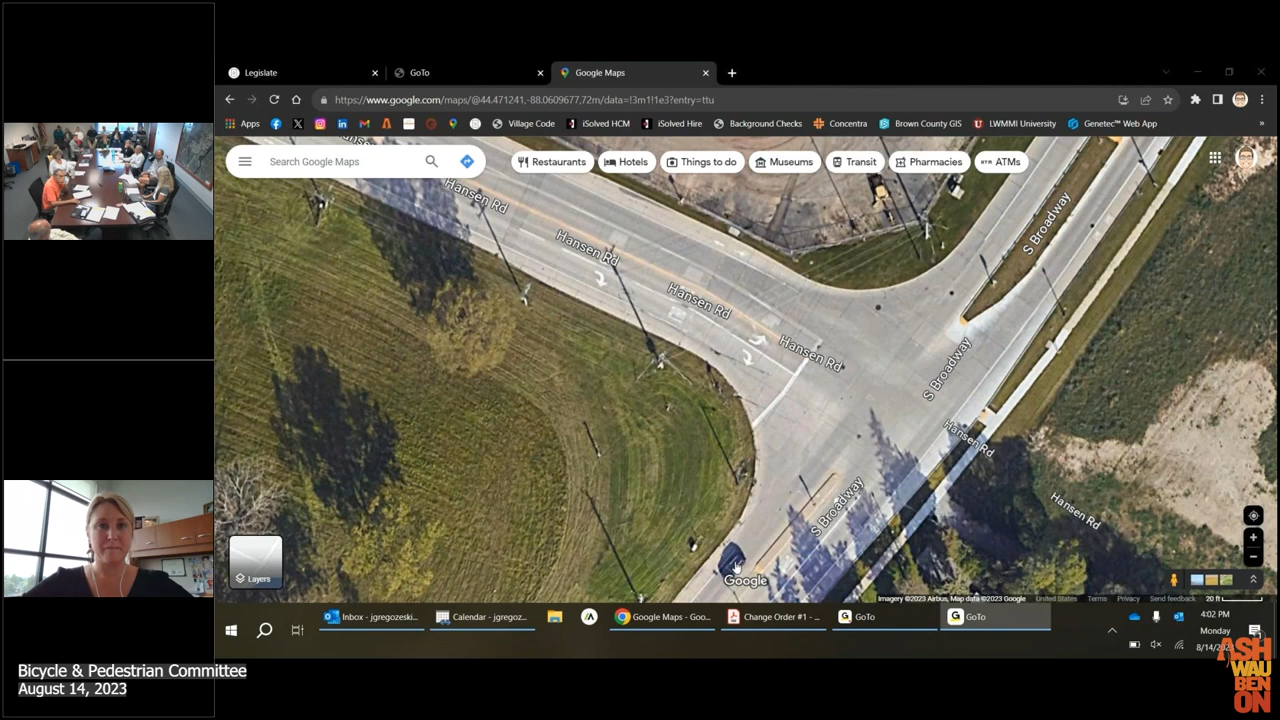 Legislate
GoTo
Google Maps
https://www.google.com/maps/@44.471241,-88.0609677,72m/data=!3m1!1e3?entry=ttu
Apps
Village Code
iSolved HCM
iSolved Hire
Background Checks
Concentra
Brown County GIS
LWMMI University
Genetec™ Web App
»
Search Google Maps
Restaurants
Hotels
Things to do
Museums
Transit
Pharmacies
ATMs
Hansen Rd
Hansen Rd
Hansen Rd
Hansen Rd
S Broadway
S Broadway
Hansen Rd
S Broadway
Hansen Rd
Layers
Google
Imagery ©2023 Airbus, Map data ©2023 Google
United States
Terms
Privacy
Send feedback
20 ft
Inbox - jgregozeski...
Calendar - jgregoz...
Google Maps - Goo...
Change Order #1 - ...
GoTo
GoTo
4:02 PM
Monday
Bicycle & Pedestrian Committee
August 14, 2023
ASH
WAU
BEN
ON